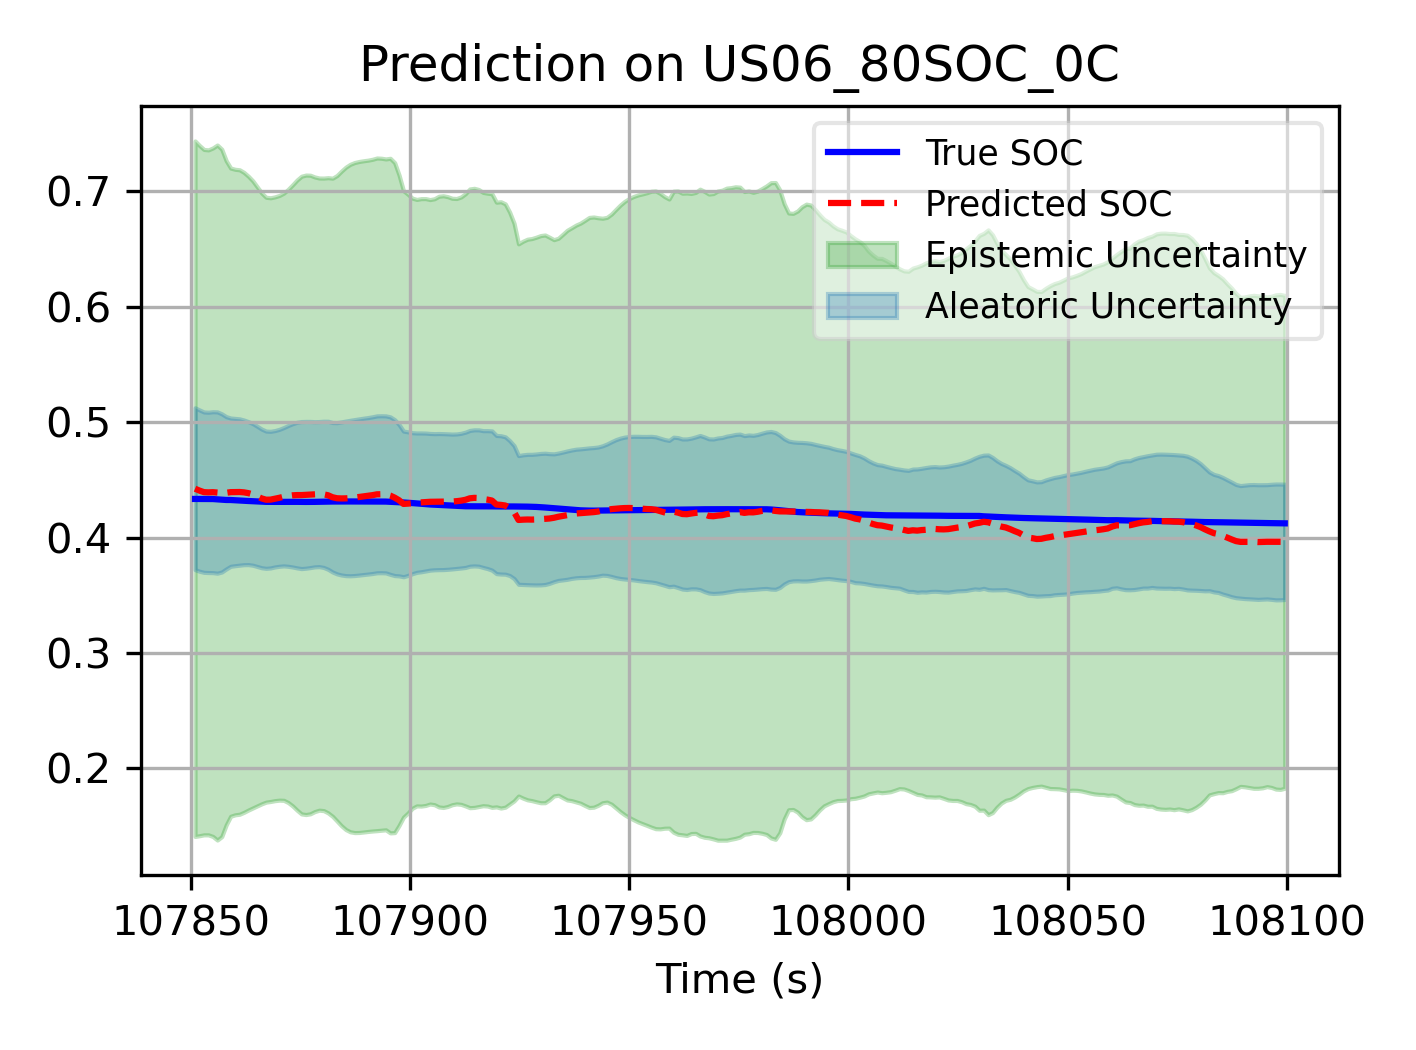 Prediction on US06_80SOC_0C
True SOC
Predicted SOC
Epistemic Uncertainty
Aleatoric Uncertainty
0.7
0.6
0.5
0.4
0.3
0.2
107850 107900 107950 108000 108050 108100
Time (s)